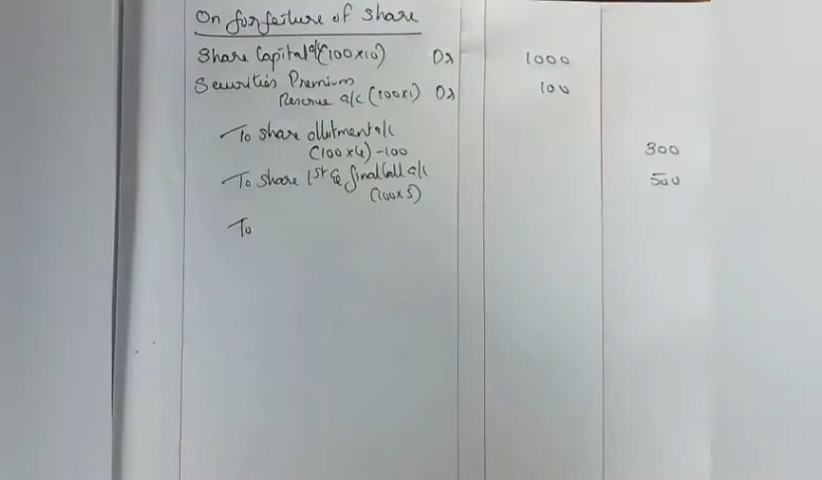 On forfeiture of share
Share Capital a/c (100x10) Dr 1000
Securities Premium
Reserve a/c (100x1) Dr 100
To share allotment a/c
(100x4)-100 300
To share 1st & final Call a/c 500
(100x5)
To